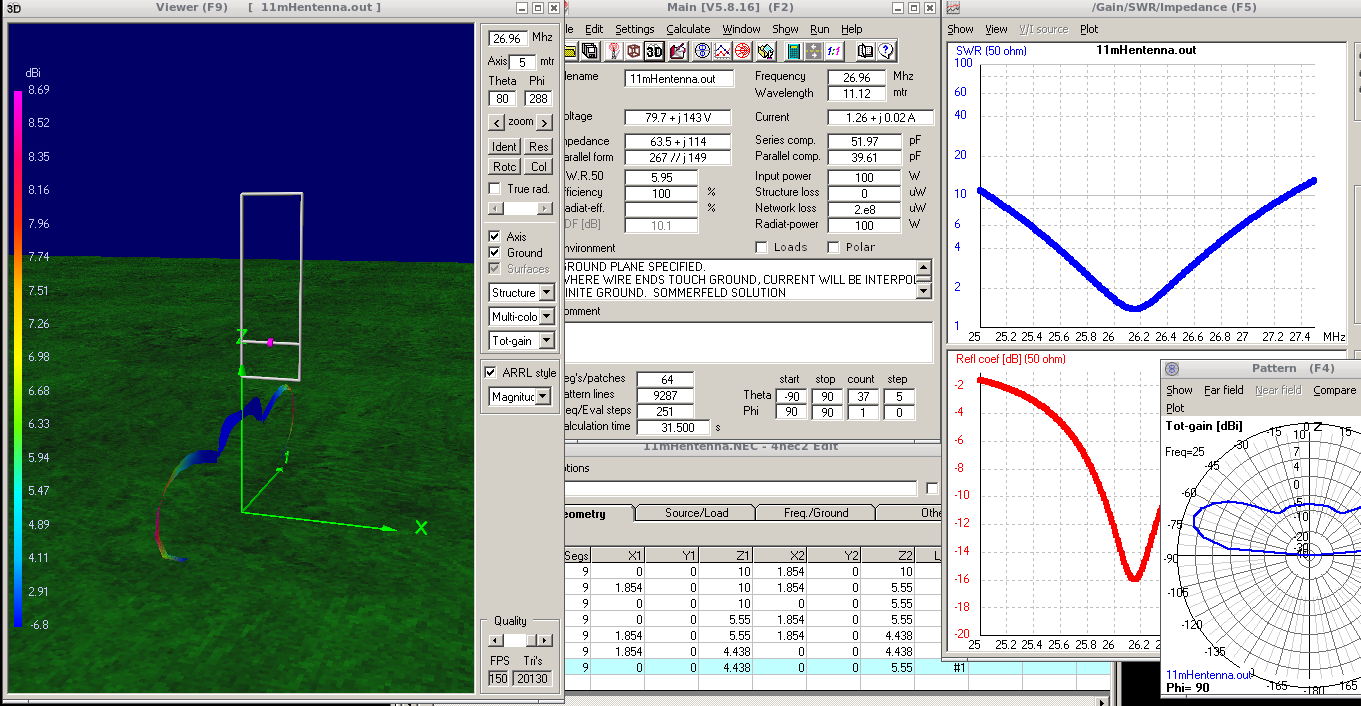 3D Viewer (F9) [ 11mHentenna.out ]
dBi
8.69
8.52
8.35
8.16
7.96
7.74
7.51
7.26
6.98
6.68
6.33
5.94
5.47
4.89
4.11
2.91
-6.8
Z
Y
X
26.96 Mhz
Axis 5 mtr
Theta Phi
80 288
< zoom >
Ident Res
Rotc Col
True rad.
Axis
Ground
Surfaces
Structure
Multi-colo
Tot-gain
ARRL style
Magnituc
Quality
FPS Tri's
150 20130
Main [V5.8.16] (F2)
Edit Settings Calculate Window Show Run Help
3D 1:1 ?
lename 11mHentenna.out Frequency 26.96 Mhz
Wavelength 11.12 mtr
oltage 79.7 + j 143 V Current 1.26 + j 0.02 A
npedance 63.5 + j 114 Series comp. 51.97 pF
arallel form 267 // j 149 Parallel comp. 39.61 pF
.W.R.50 5.95 Input power 100 W
fficiency 100 % Structure loss 0 uW
adiat-eff. % Network loss 2.e8 uW
DF [dB] 10.1 Radiat-power 100 W
nvironment Loads Polar
GROUND PLANE SPECIFIED.
WHERE WIRE ENDS TOUCH GROUND, CURRENT WILL BE INTERPOL
INITE GROUND. SOMMERFELD SOLUTION
omment
eg's/patches 64 start stop count step
attern lines 9287 Theta -90 90 37 5
req/Eval steps 251 Phi 90 90 1 0
alculation time 31.500 s
11mHentenna.NEC - 4nec2 Edit
ptions
eometry Source/Load Freq./Ground Othe
Segs X1 Y1 Z1 X2 Y2 Z2 L
9 0 0 10 1.854 0 10
9 1.854 0 10 1.854 0 5.55
9 0 0 10 0 0 5.55
9 0 0 5.55 1.854 0 5.55
9 1.854 0 5.55 1.854 0 4.438
9 1.854 0 4.438 0 0 4.438
9 0 0 4.438 0 0 5.55 #1
/Gain/SWR/Impedance (F5)
Show View V/I source Plot
SWR (50 ohm) 11mHentenna.out
100
60
40
20
10
6
4
2
1
25 25.2 25.4 25.6 25.8 26 26.2 26.4 26.6 26.8 27 27.2 27.4 MHz
Refl coef [dB] (50 ohm)
-2
-4
-6
-8
-10
-12
-14
-16
-18
-20
25 25.2 25.4 25.6 25.8 26 26.2
Pattern (F4)
Show Far field Near field Compare
Plot
Tot-gain [dBi]
Freq=25
-15 10 Z 15
-30 7 30
-45 4
-60 0
-5
-75 -10
-20
-90
-105
-120
-135
11mHentenna.out
Phi= 90
-165 -180 165